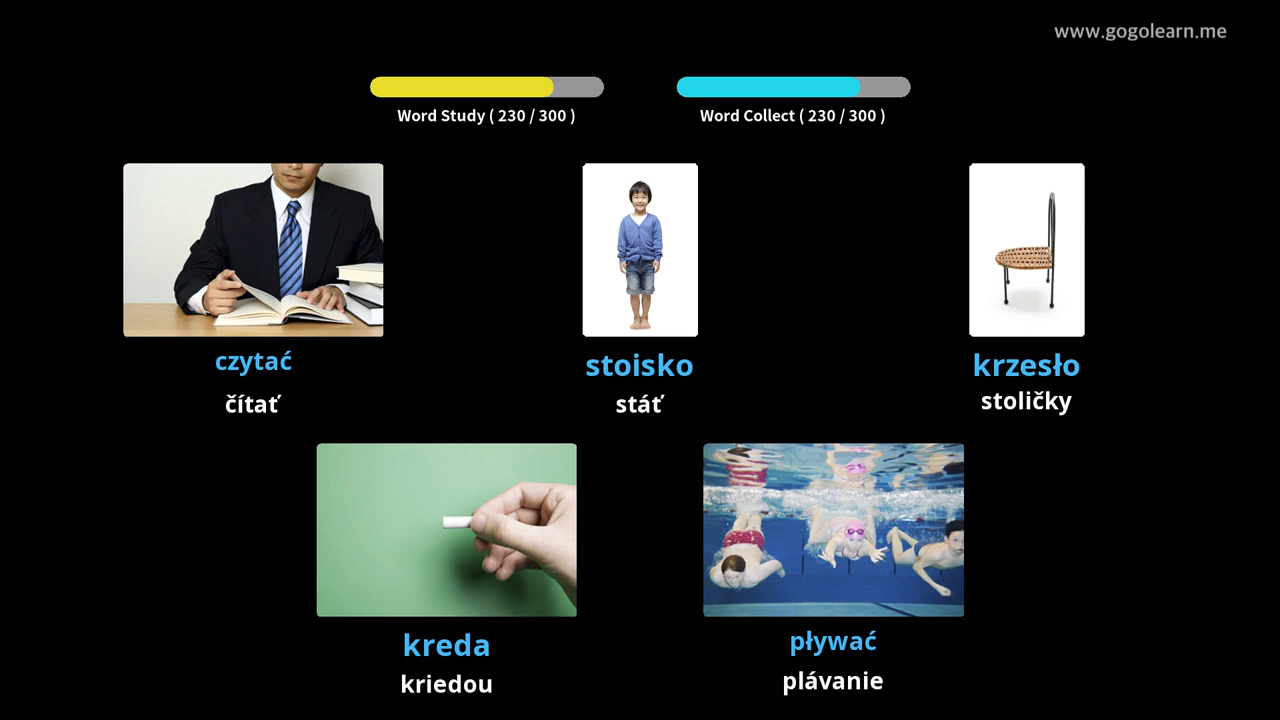 www.gogolearn.me
Word Study ( 230 / 300 )
Word Collect ( 230 / 300 )
czytać
čítať
stoisko
stáť
krzesło
stoličky
kreda
kriedou
pływać
plávanie